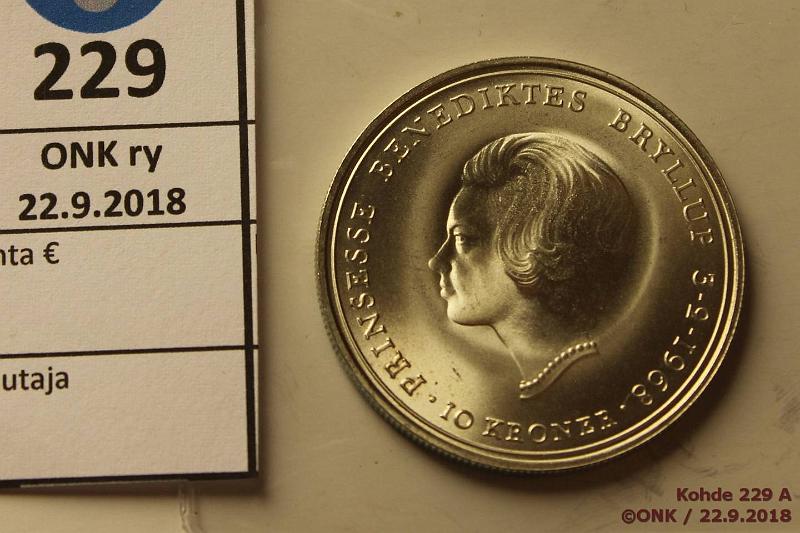 229
ONK ry
22.9.2018
nta €
utaja
PRINSESSE BENEDIKTES BRYLLUP 3-2-1968
· 10 KRONER ·
Kohde 229 A
©ONK / 22.9.2018